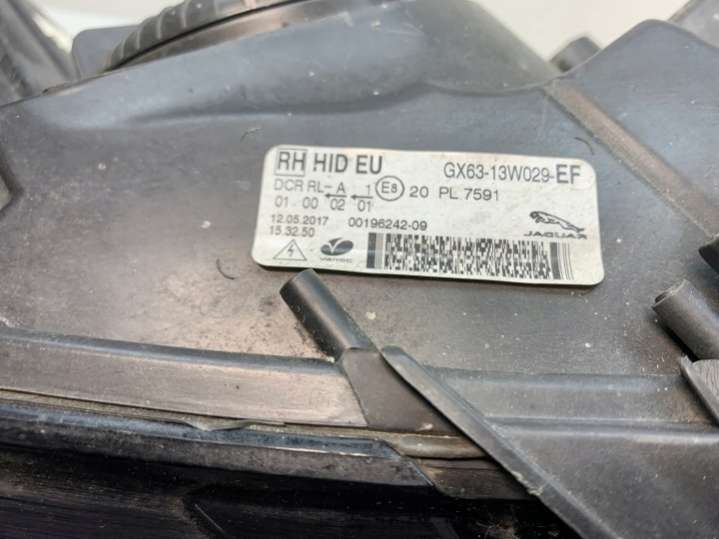 RH HID EU GX63-13W029-EF
DCR RL-A 1 E8 20 PL 7591
01 00 02 01
12.05.2017 00196242-09
15.32.50
JAGUAR
VARROC